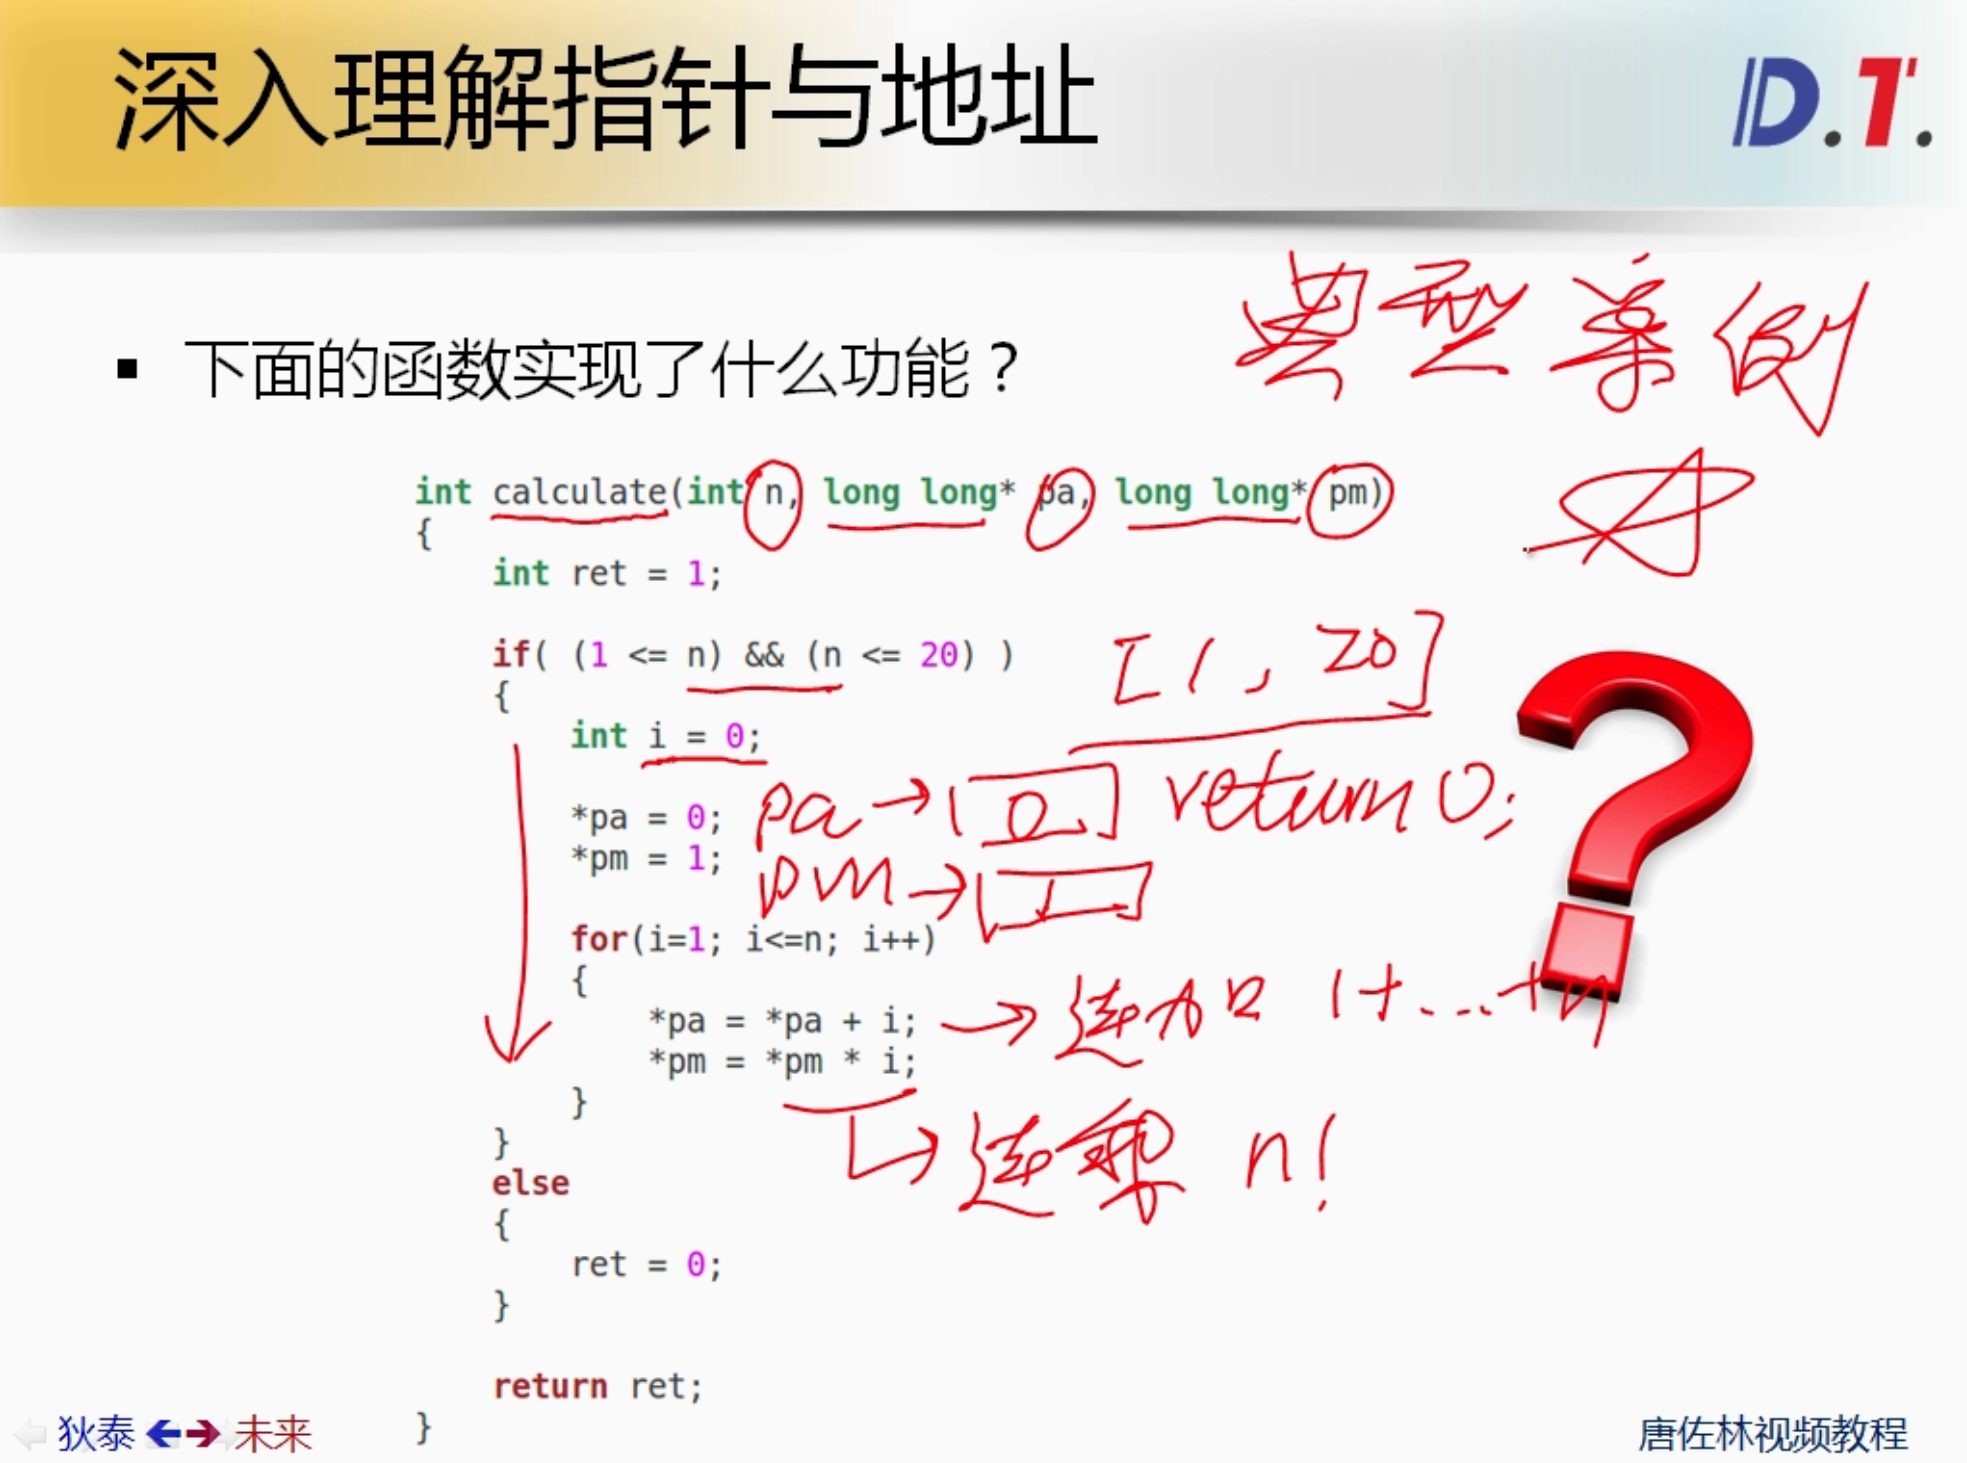 深入理解指针与地址
D.T.
典型案例
▪ 下面的函数实现了什么功能？
int calculate(int n, long long* pa, long long* pm)
{
int ret = 1;
if( (1 <= n) && (n <= 20) )
[1, 20]
{
int i = 0;
*pa = 0;
pa → 0
return 0;
*pm = 1;
pm → 1
for(i=1; i<=n; i++)
{
*pa = *pa + i;
→ 连加 1+...+n
*pm = *pm * i;
}
→ 连乘 n!
}
else
{
ret = 0;
}
return ret;
}
狄泰 未来
唐佐林视频教程